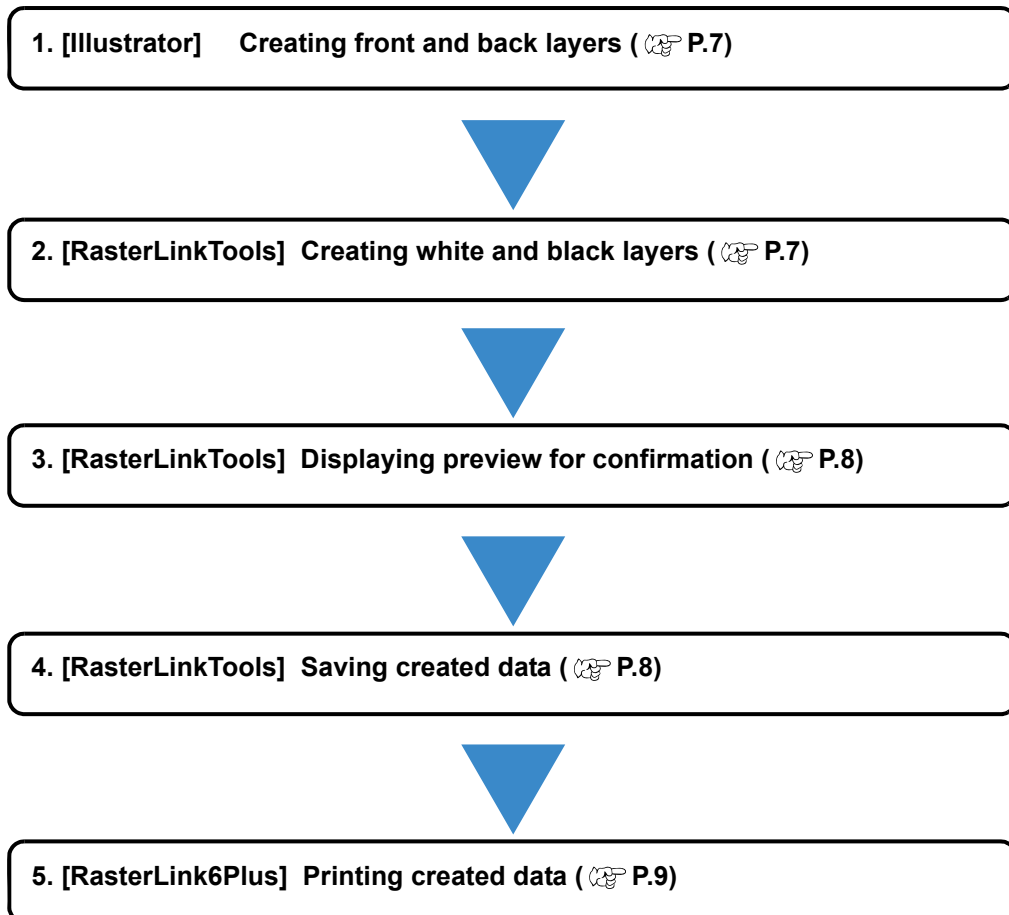 1. [Illustrator] Creating front and back layers ( P.7)
2. [RasterLinkTools] Creating white and black layers ( P.7)
3. [RasterLinkTools] Displaying preview for confirmation ( P.8)
4. [RasterLinkTools] Saving created data ( P.8)
5. [RasterLink6Plus] Printing created data ( P.9)